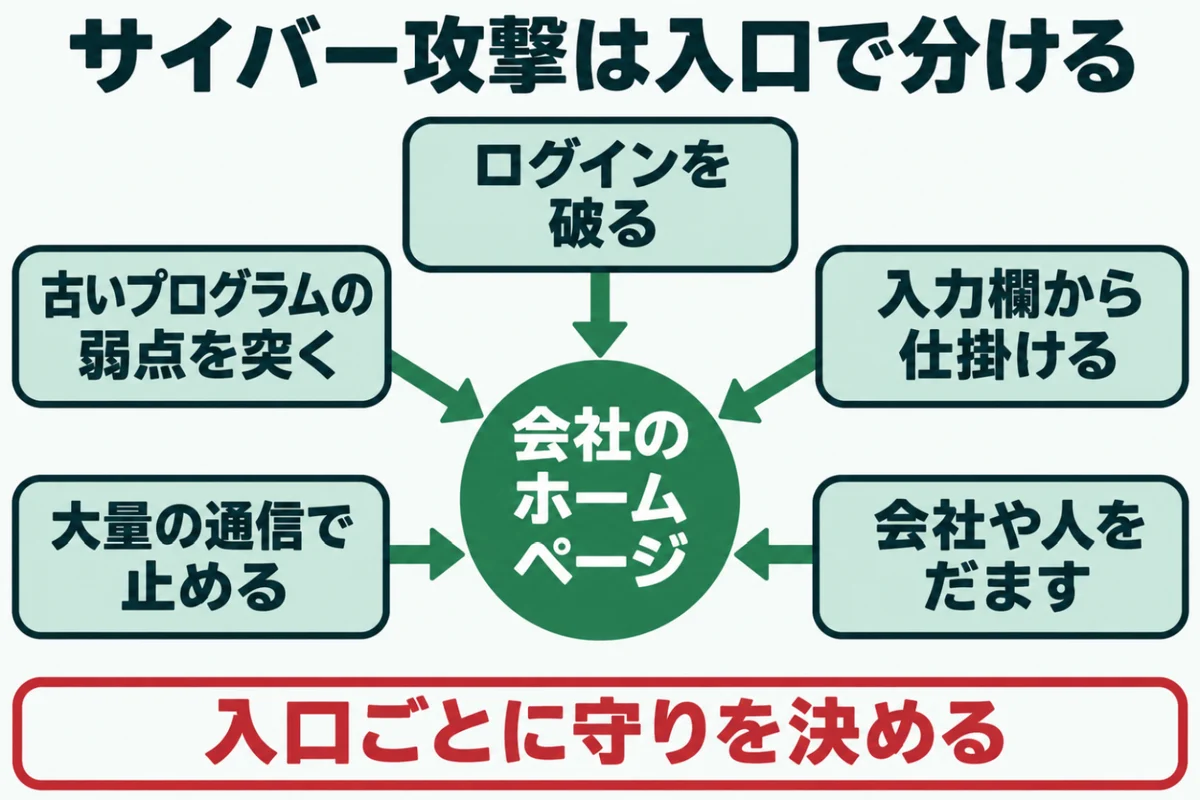 サイバー攻撃は入口で分ける
ログインを
破る
古いプログラムの
弱点を突く
入力欄から
仕掛ける
会社の
ホーム
ページ
大量の通信で
止める
会社や人を
だます
入口ごとに守りを決める